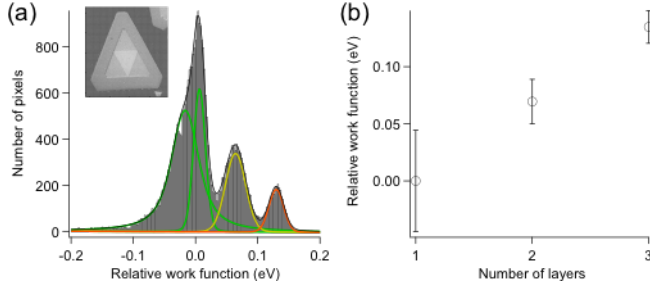 (a)
Number of pixels
800
600
400
200
0
-0.2
-0.1
0.0
0.1
0.2
Relative work function (eV)
(b)
Relative work function (eV)
0.10
0.05
0.00
1
2
3
Number of layers